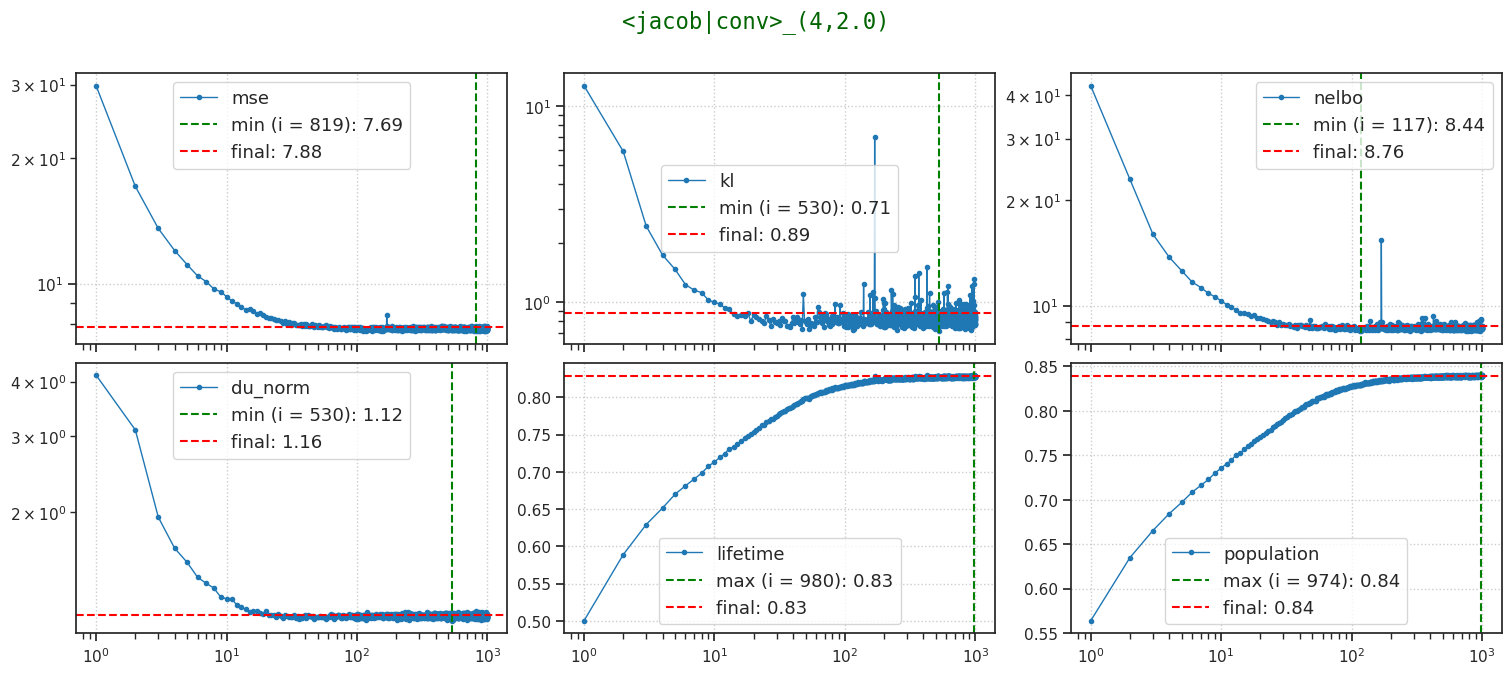 <jacob|conv>_(4,2.0)
3 × 10¹
2 × 10¹
10¹
mse
min (i = 819): 7.69
final: 7.88
10¹
10⁰
kl
min (i = 530): 0.71
final: 0.89
4 × 10¹
3 × 10¹
2 × 10¹
10¹
nelbo
min (i = 117): 8.44
final: 8.76
4 × 10⁰
3 × 10⁰
2 × 10⁰
du_norm
min (i = 530): 1.12
final: 1.16
10⁰ 10¹ 10² 10³
0.80
0.75
0.70
0.65
0.60
0.55
0.50
lifetime
max (i = 980): 0.83
final: 0.83
10⁰ 10¹ 10² 10³
0.85
0.80
0.75
0.70
0.65
0.60
0.55
population
max (i = 974): 0.84
final: 0.84
10⁰ 10¹ 10² 10³